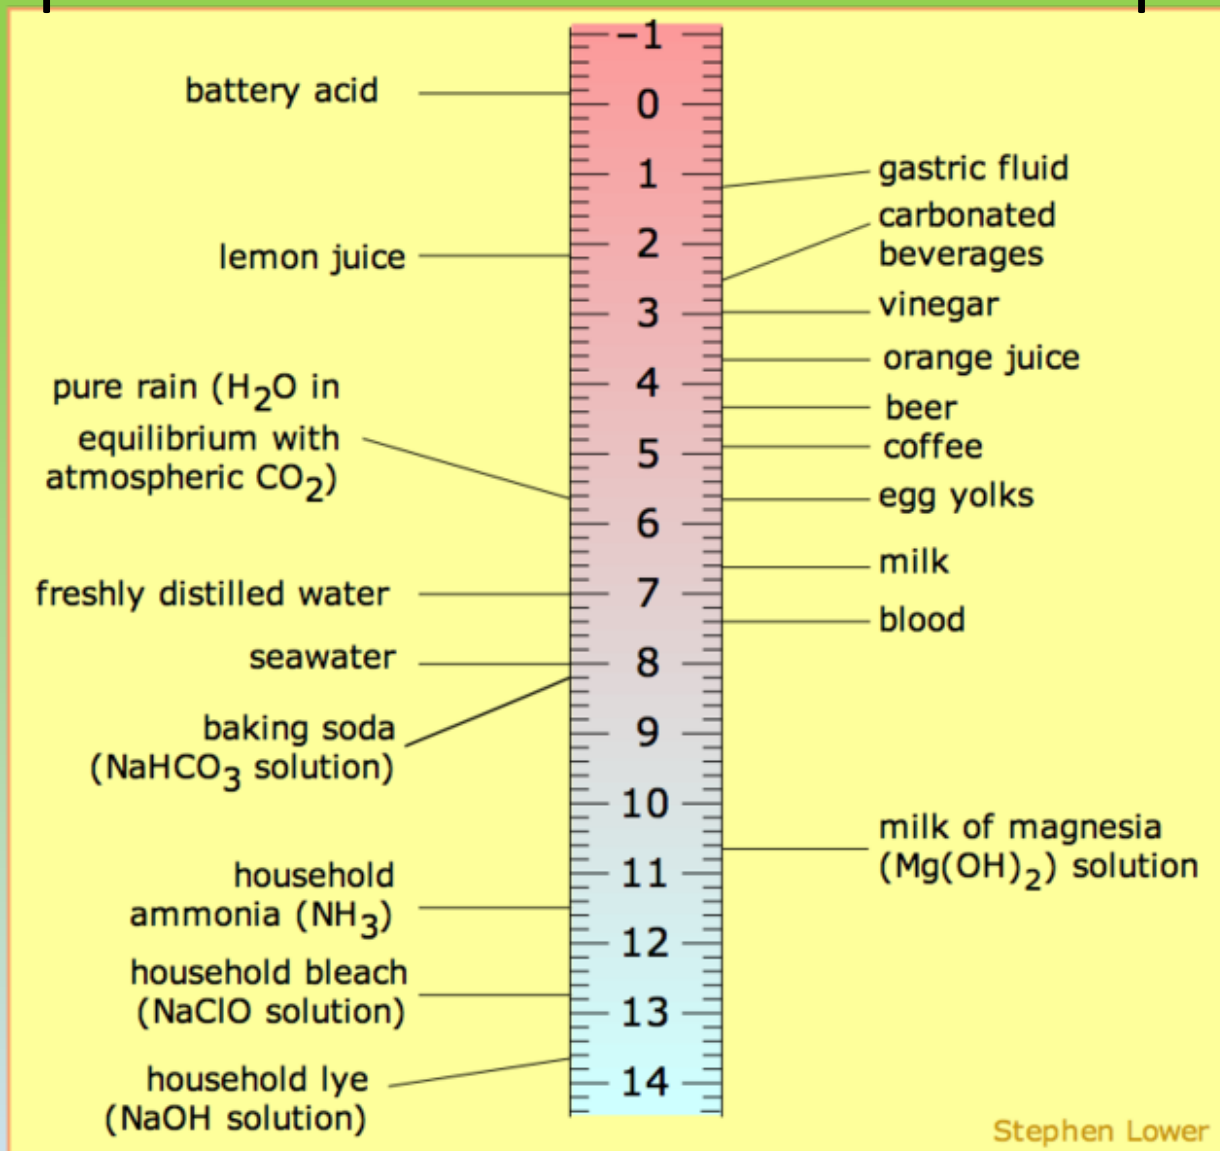 battery acid
lemon juice
pure rain (H₂O in
equilibrium with
atmospheric CO₂)
freshly distilled water
seawater
baking soda
(NaHCO₃ solution)
household
ammonia (NH₃)
household bleach
(NaClO solution)
household lye
(NaOH solution)
−1
0
1
2
3
4
5
6
7
8
9
10
11
12
13
14
gastric fluid
carbonated
beverages
vinegar
orange juice
beer
coffee
egg yolks
milk
blood
milk of magnesia
(Mg(OH)₂) solution
Stephen Lower